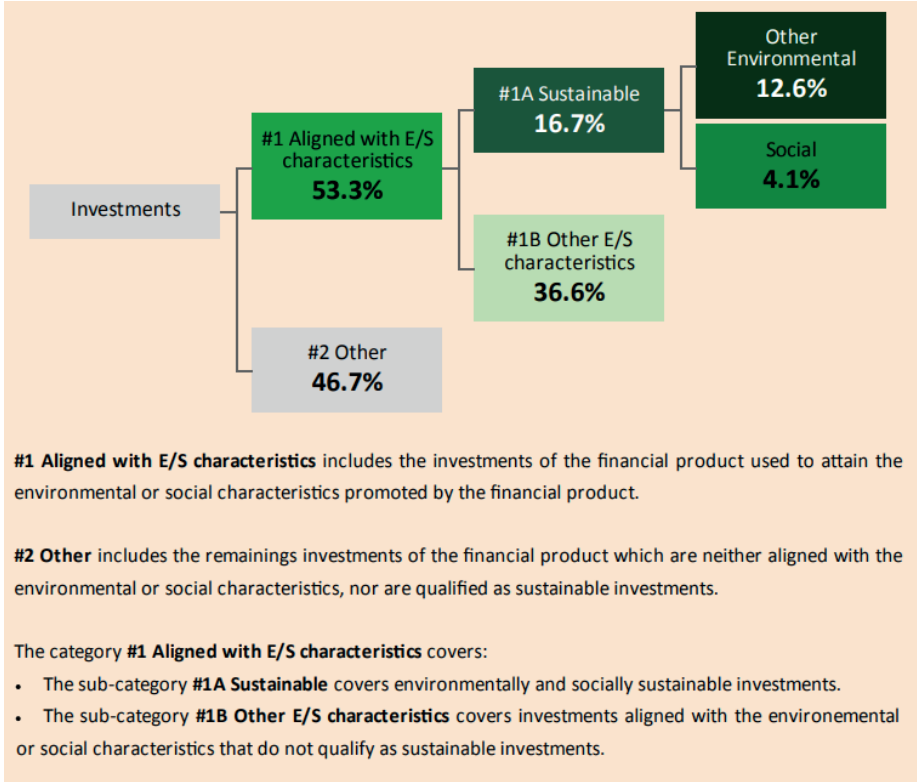 Other
Environmental
12.6%
#1A Sustainable
16.7%
#1 Aligned with E/S
characteristics
53.3%
Social
4.1%
Investments
#1B Other E/S
characteristics
36.6%
#2 Other
46.7%
#1 Aligned with E/S characteristics includes the investments of the financial product used to attain the
environmental or social characteristics promoted by the financial product.
#2 Other includes the remainings investments of the financial product which are neither aligned with the
environmental or social characteristics, nor are qualified as sustainable investments.
The category #1 Aligned with E/S characteristics covers:
• The sub-category #1A Sustainable covers environmentally and socially sustainable investments.
• The sub-category #1B Other E/S characteristics covers investments aligned with the environemental
or social characteristics that do not qualify as sustainable investments.